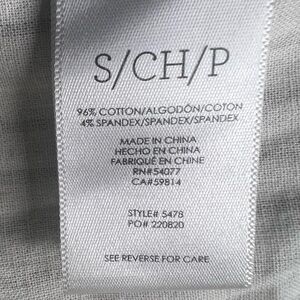 S/CH/P
96% COTTON/ALGODÓN/COTON
4% SPANDEX/SPANDEX/SPANDEX
MADE IN CHINA
HECHO EN CHINA
FABRIQUÉ EN CHINE
RN#54077
CA#59814
STYLE# 5478
PO# 220820
SEE REVERSE FOR CARE